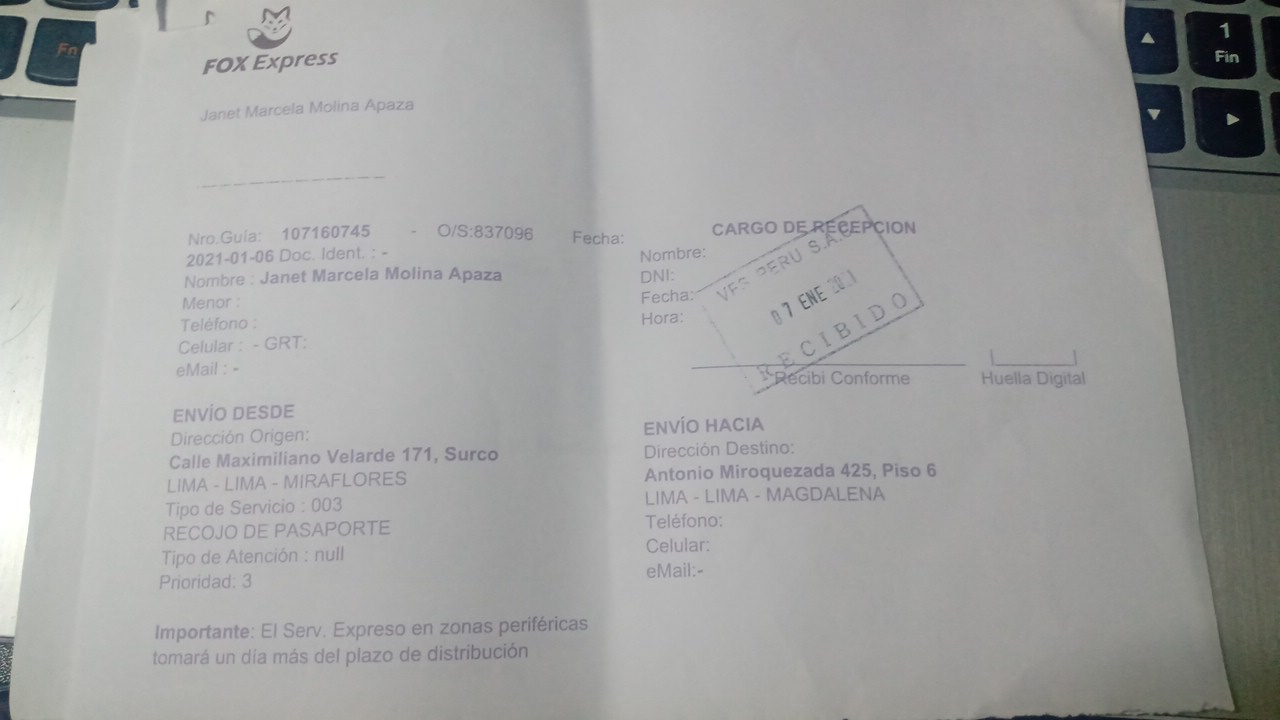 FOX Express
Janet Marcela Molina Apaza
Nro.Guía: 107160745 - O/S:837096 Fecha:
2021-01-06 Doc. Ident. : -
Nombre : Janet Marcela Molina Apaza
Menor :
Teléfono :
Celular : - GRT:
eMail : -
ENVÍO DESDE
Dirección Origen:
Calle Maximiliano Velarde 171, Surco
LIMA - LIMA - MIRAFLORES
Tipo de Servicio : 003
RECOJO DE PASAPORTE
Tipo de Atención : null
Prioridad: 3
Importante: El Serv. Expreso en zonas periféricas
tomará un día más del plazo de distribución
CARGO DE RECEPCION
Nombre:
DNI:
Fecha:
Hora:
VFS PERU S.A.C
07 ENE 2021
RECIBIDO
Recibi Conforme
Huella Digital
ENVÍO HACIA
Dirección Destino:
Antonio Miroquezada 425, Piso 6
LIMA - LIMA - MAGDALENA
Teléfono:
Celular:
eMail:-
Fn
1
Fin